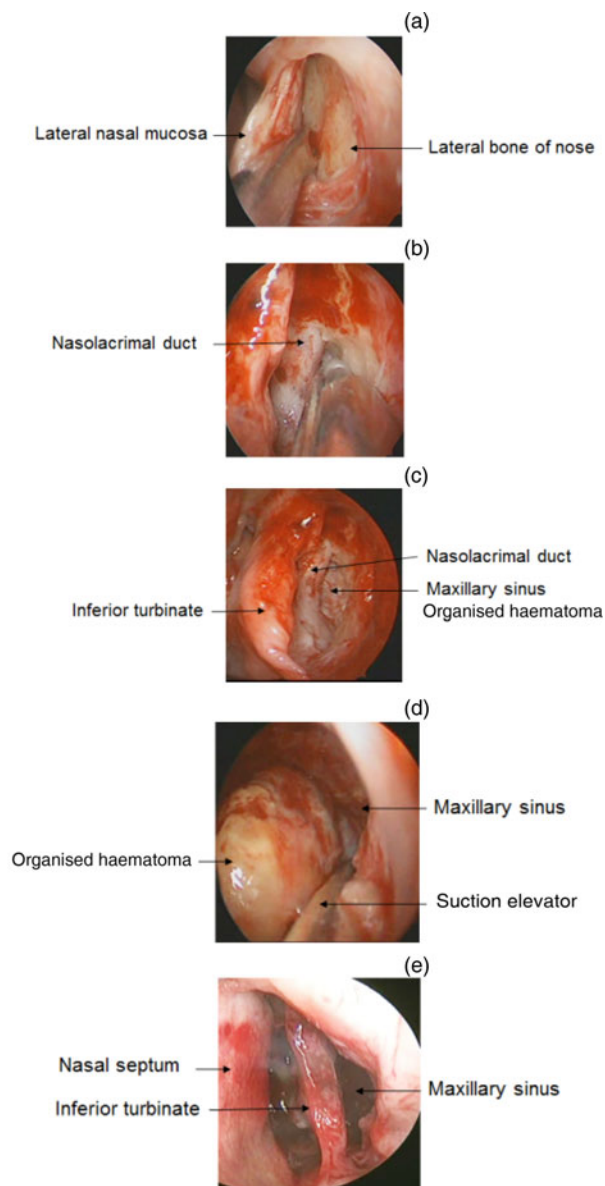 (a)
Lateral nasal mucosa
Lateral bone of nose
(b)
Nasolacrimal duct
(c)
Nasolacrimal duct
Maxillary sinus
Inferior turbinate
Organised haematoma
(d)
Maxillary sinus
Organised haematoma
Suction elevator
(e)
Nasal septum
Maxillary sinus
Inferior turbinate